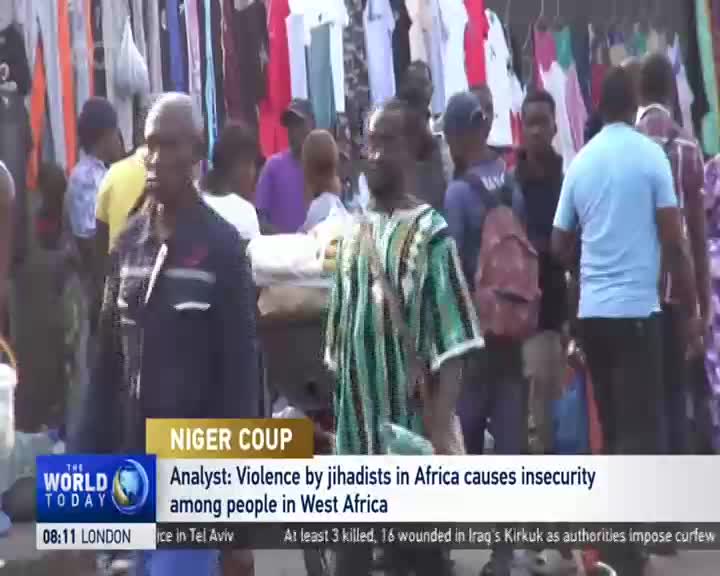 NIGER COUP
THE
WORLD
TODAY
Analyst: Violence by jihadists in Africa causes insecurity
among people in West Africa
08:11 LONDON
ice in Tel Aviv At least 3 killed, 16 wounded in Iraq's Kirkuk as authorities impose curfew